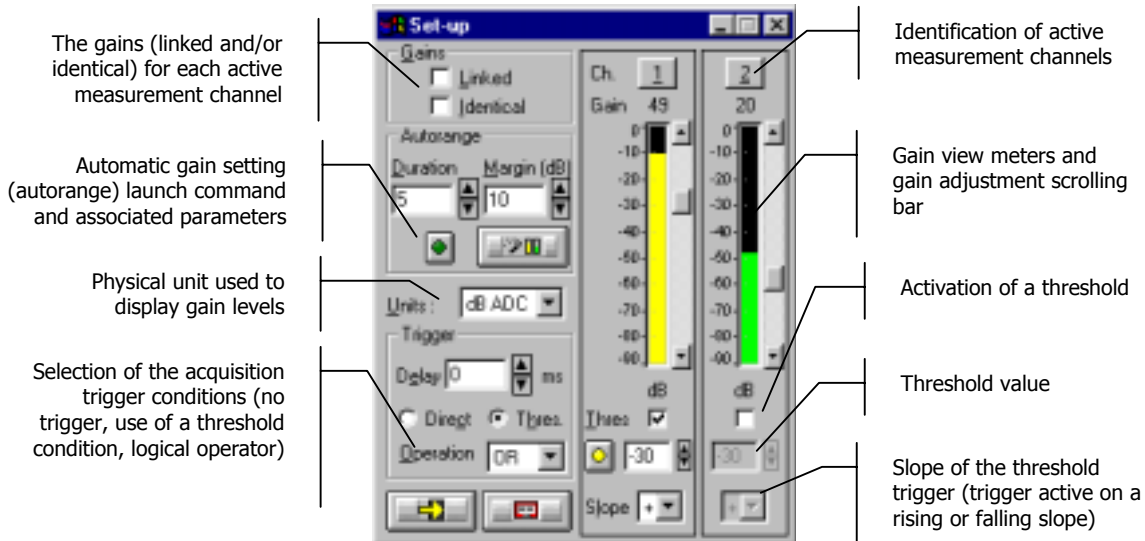 The gains (linked and/or
identical) for each active
measurement channel
Automatic gain setting
(autorange) launch command
and associated parameters
Physical unit used to
display gain levels
Selection of the acquisition
trigger conditions (no
trigger, use of a threshold
condition, logical operator)
Set-up
Gains
Linked
Identical
Autorange
Duration Margin (dB)
5 10
Units : dB ADC
Trigger
Delay 0 ms
Direct Thres.
Operation OR
Ch. 1 2
Gain 49 20
0 0
-10 -10
-20 -20
-30 -30
-40 -40
-50 -50
-60 -60
-70 -70
-80 -80
-90 -90
dB dB
Thres
-30 -30
Slope + +
Identification of active
measurement channels
Gain view meters and
gain adjustment scrolling
bar
Activation of a threshold
Threshold value
Slope of the threshold
trigger (trigger active on a
rising or falling slope)